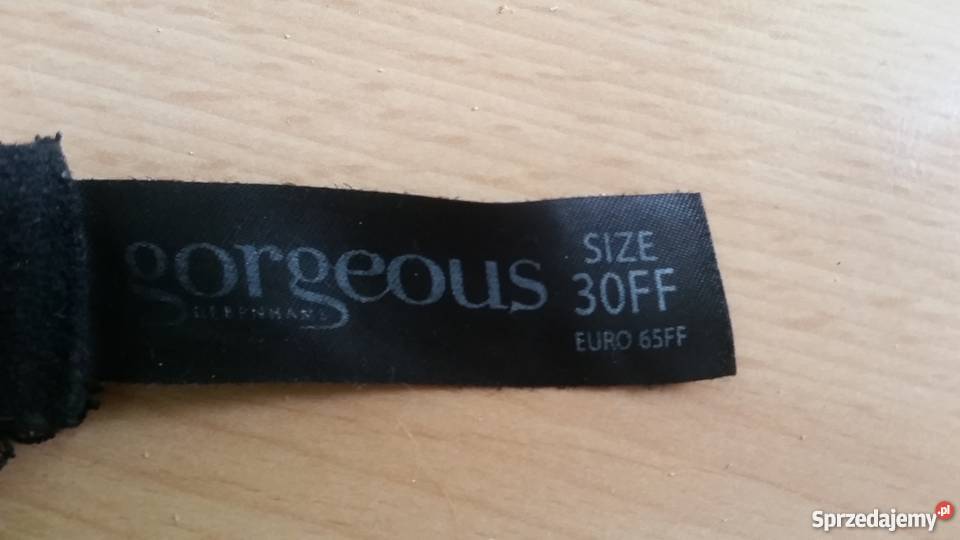 gorgeous
SIZE
30FF
EURO 65FF
Sprzedajemy.pl